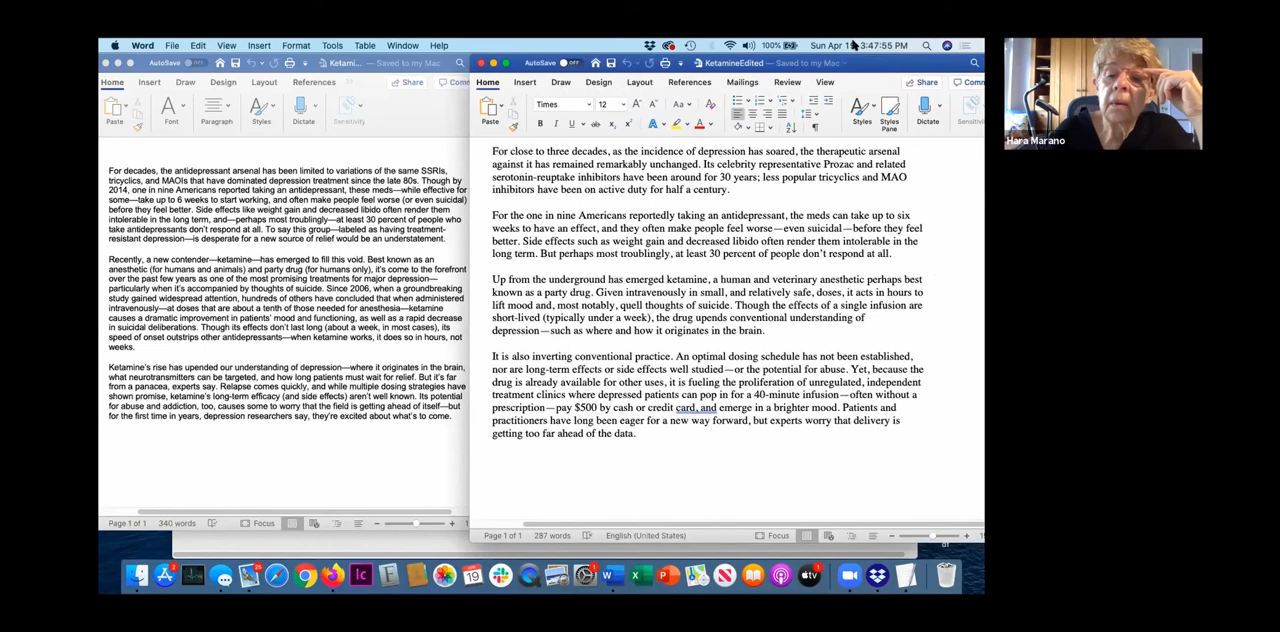 Word File Edit View Insert Format Tools Table Window Help 100% Sun Apr 3:47:55 PM
AutoSave OFF Ketami... — Saved to my Mac
Home Insert Draw Design Layout References Share Comm
Paste Font Paragraph Styles Dictate Sensitivity
For decades, the antidepressant arsenal has been limited to variations of the same SSRIs,
tricyclics, and MAOIs that have dominated depression treatment since the late 80s. Though by
2014, one in nine Americans reported taking an antidepressant, these meds—while effective for
some—take up to 6 weeks to start working, and often make people feel worse (or even suicidal)
before they feel better. Side effects like weight gain and decreased libido often render them
intolerable in the long term, and—perhaps most troublingly—at least 30 percent of people who
take antidepressants don't respond at all. To say this group—labeled as having treatment-
resistant depression—is desperate for a new source of relief would be an understatement.
Recently, a new contender—ketamine—has emerged to fill this void. Best known as an
anesthetic (for humans and animals) and party drug (for humans only), it's come to the forefront
over the past few years as one of the most promising treatments for major depression—
particularly when it's accompanied by thoughts of suicide. Since 2006, when a groundbreaking
study gained widespread attention, hundreds of others have concluded that when administered
intravenously—at doses that are about a tenth of those needed for anesthesia—ketamine
causes a dramatic improvement in patients' mood and functioning, as well as a rapid decrease
in suicidal deliberations. Though its effects don't last long (about a week, in most cases), its
speed of onset outstrips other antidepressants—when ketamine works, it does so in hours, not
weeks.
Ketamine's rise has upended our understanding of depression—where it originates in the brain,
what neurotransmitters can be targeted, and how long patients must wait for relief. But it's far
from a panacea, experts say. Relapse comes quickly, and while multiple dosing strategies have
shown promise, ketamine's long-term efficacy (and side effects) aren't well known. Its potential
for abuse and addiction, too, causes some to worry that the field is getting ahead of itself—but
for the first time in years, depression researchers say, they're excited about what's to come.
Page 1 of 1 340 words Focus
AutoSave OFF KetamineEdited — Saved to my Mac
Home Insert Draw Design Layout References Mailings Review View Share Comm
Paste Times 12 Aa Styles Styles Pane Dictate Sensitiv
B I U ab x₂ x² A A
For close to three decades, as the incidence of depression has soared, the therapeutic arsenal
against it has remained remarkably unchanged. Its celebrity representative Prozac and related
serotonin-reuptake inhibitors have been around for 30 years; less popular tricyclics and MAO
inhibitors have been on active duty for half a century.
For the one in nine Americans reportedly taking an antidepressant, the meds can take up to six
weeks to have an effect, and they often make people feel worse—even suicidal—before they feel
better. Side effects such as weight gain and decreased libido often render them intolerable in the
long term. But perhaps most troublingly, at least 30 percent of people don't respond at all.
Up from the underground has emerged ketamine, a human and veterinary anesthetic perhaps best
known as a party drug. Given intravenously in small, and relatively safe, doses, it acts in hours to
lift mood and, most notably, quell thoughts of suicide. Though the effects of a single infusion are
short-lived (typically under a week), the drug upends conventional understanding of
depression—such as where and how it originates in the brain.
It is also inverting conventional practice. An optimal dosing schedule has not been established,
nor are long-term effects or side effects well studied—or the potential for abuse. Yet, because the
drug is already available for other uses, it is fueling the proliferation of unregulated, independent
treatment clinics where depressed patients can pop in for a 40-minute infusion—often without a
prescription—pay $500 by cash or credit card, and emerge in a brighter mood. Patients and
practitioners have long been eager for a new way forward, but experts worry that delivery is
getting too far ahead of the data.
Page 1 of 1 287 words English (United States) Focus
Hara Marano